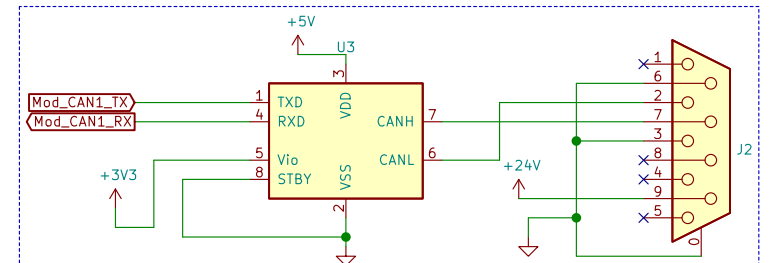 +5V
U3
3
1
6
Mod_CAN1_TX
1
TXD
VDD
2
Mod_CAN1_RX
4
RXD
CANH
7
7
3
J2
5
Vio
CANL
6
8
+24V
+3V3
8
STBY
VSS
4
9
2
5
0